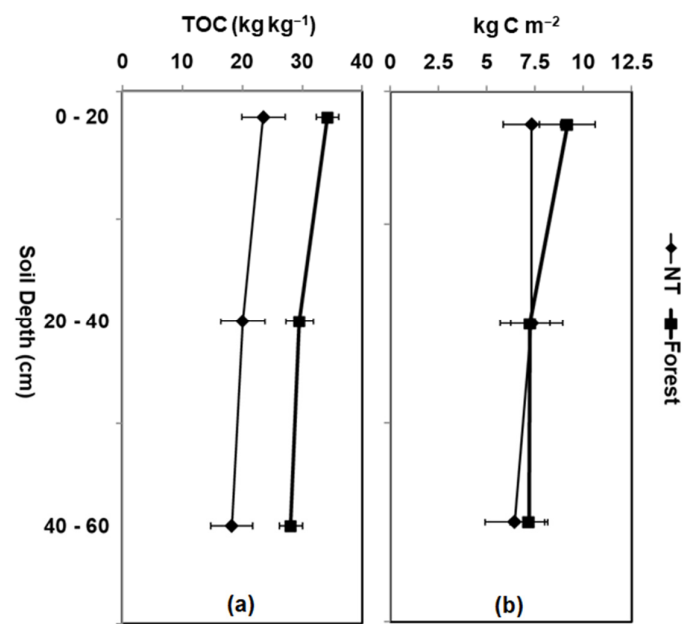 TOC (kg kg⁻¹)
0 10 20 30 40
kg C m⁻²
0 2.5 5 7.5 10 12.5
Soil Depth (cm)
0 - 20
20 - 40
40 - 60
(a)
(b)
NT
Forest